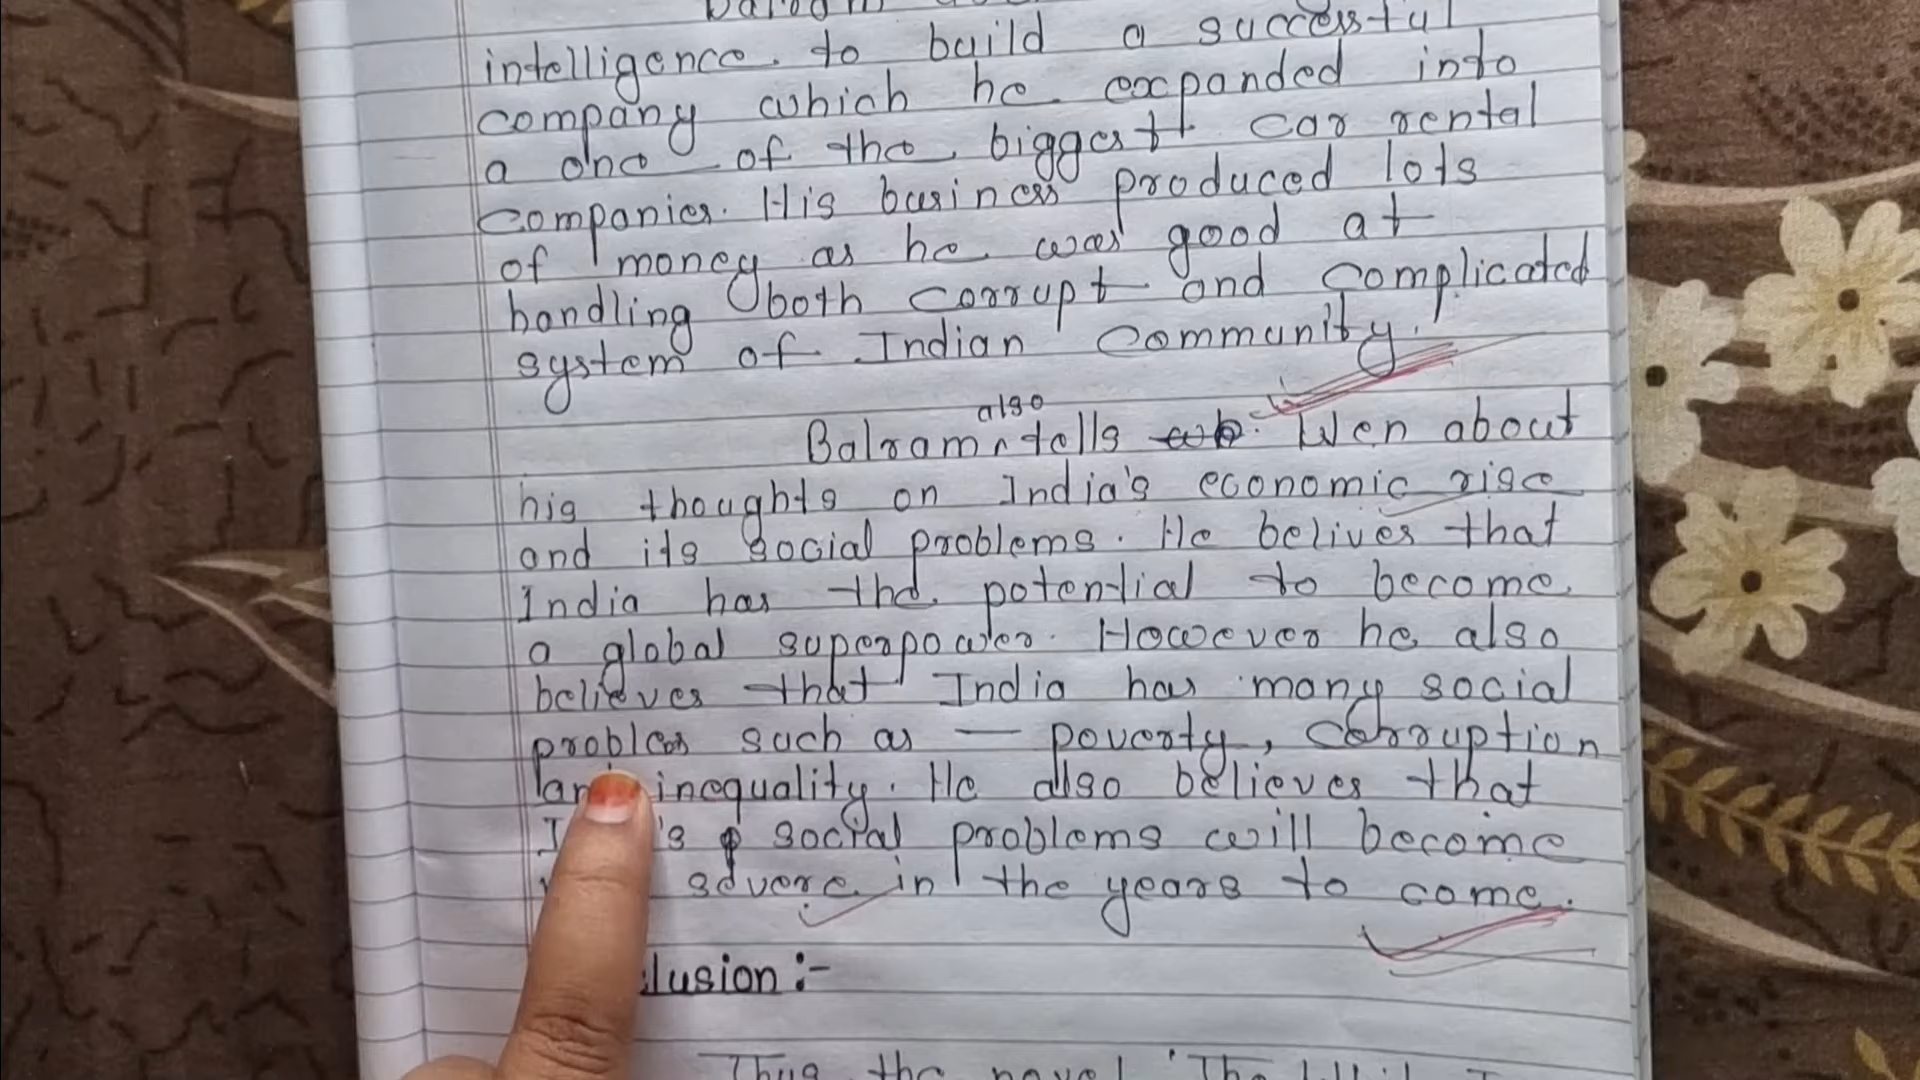 intelligence to build a successful
company which he expanded into
a one of the biggest car rental
companies. His business produced lots
of money as he was good at
handling both corrupt and complicated
system of Indian Community.
also
Balram ^ tells Wen about
his thoughts on India's economic rise
and its social problems. He belives that
India has the potential to become
a global superpower. However he also
believes that India has many social
problems such as — poverty, corruption
inequality. He also believes that
social problems will become
severe in the years to come.
lusion :-
Thus the novel 'The